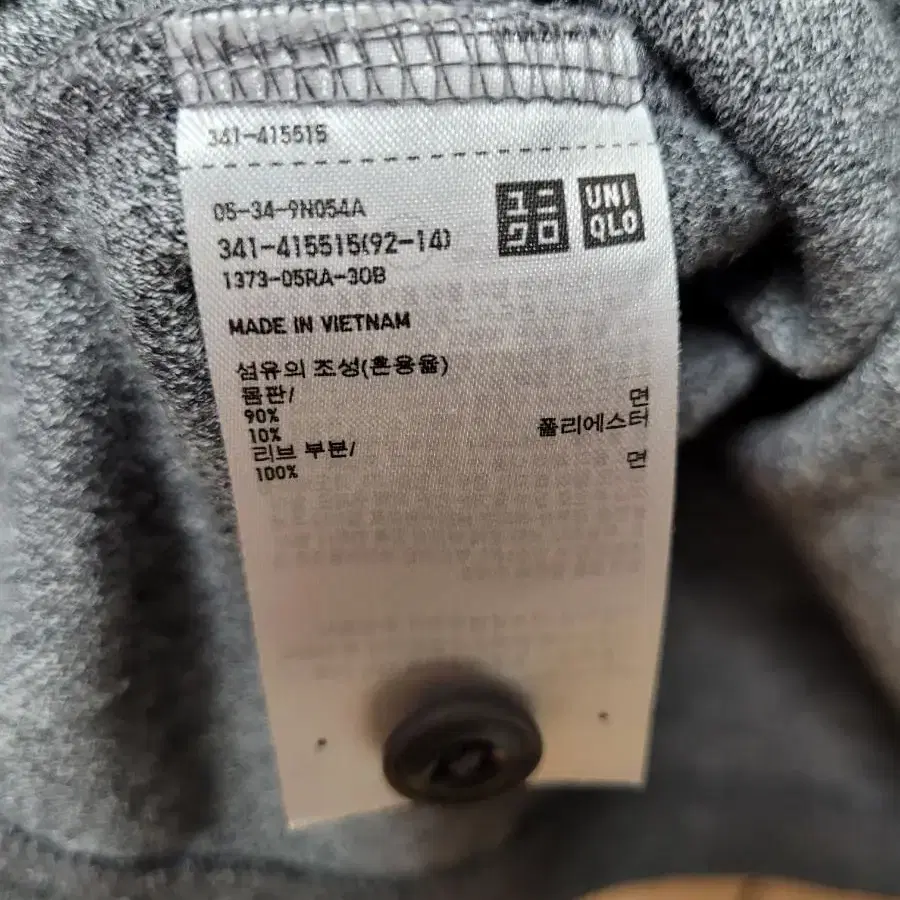 341-415515
05-34-9N054A
341-415515(92-14)
1373-05RA-30B
ユニ
クロ
UNI
QLO
MADE IN VIETNAM
섬유의 조성(혼용율)
몸판/
90% 면
10% 폴리에스터
리브 부분/
100% 면